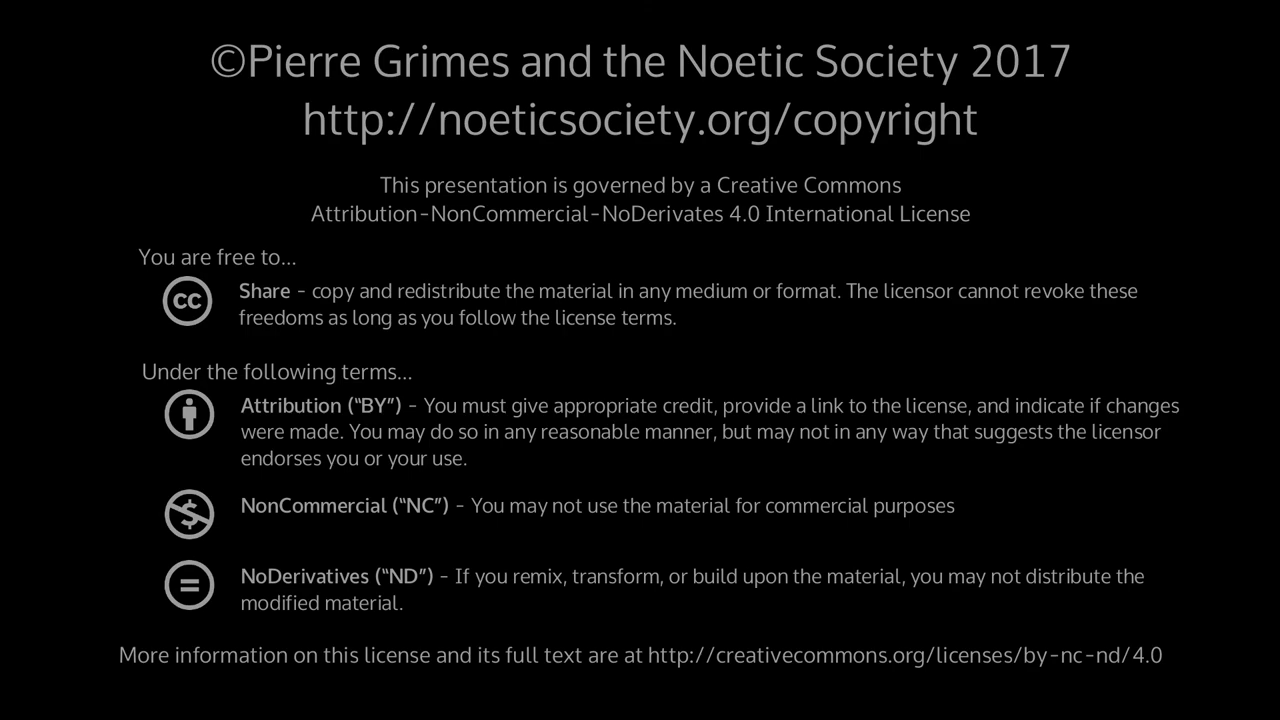 ©Pierre Grimes and the Noetic Society 2017
http://noeticsociety.org/copyright
This presentation is governed by a Creative Commons
Attribution-NonCommercial-NoDerivates 4.0 International License
You are free to...
cc
Share - copy and redistribute the material in any medium or format. The licensor cannot revoke these
freedoms as long as you follow the license terms.
Under the following terms...
Attribution (“BY”) - You must give appropriate credit, provide a link to the license, and indicate if changes
were made. You may do so in any reasonable manner, but may not in any way that suggests the licensor
endorses you or your use.
$
NonCommercial (“NC”) - You may not use the material for commercial purposes
=
NoDerivatives (“ND”) - If you remix, transform, or build upon the material, you may not distribute the
modified material.
More information on this license and its full text are at http://creativecommons.org/licenses/by-nc-nd/4.0